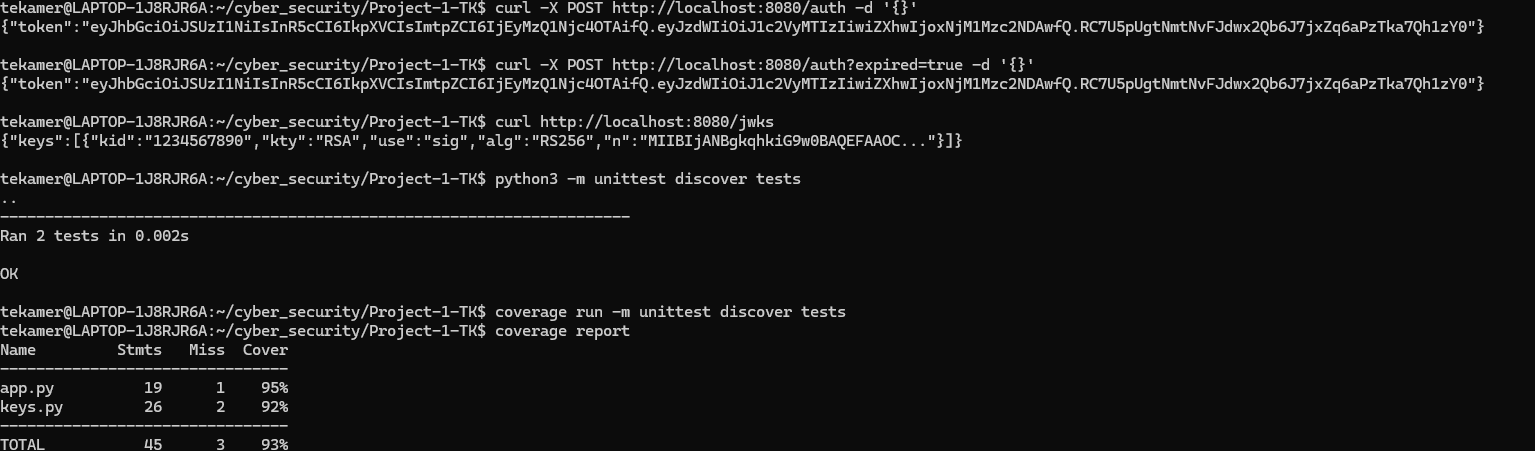 tekamer@LAPTOP-1J8RJR6A:~/cyber_security/Project-1-TK$ curl -X POST http://localhost:8080/auth -d '{}'
{"token":"eyJhbGciOiJSUzI1NiIsInR5cCI6IkpXVCIsImtpZCI6IjEyMzQ1Njc4OTAifQ.eyJzdWIiOiJ1c2VyMTIzIiwiZXhwIjoxNjM1Mzc2NDAwfQ.RC7U5pUgtNmtNvFJdwx2Qb6J7jxZq6aPzTka7Qh1zY0"}
tekamer@LAPTOP-1J8RJR6A:~/cyber_security/Project-1-TK$ curl -X POST http://localhost:8080/auth?expired=true -d '{}'
{"token":"eyJhbGciOiJSUzI1NiIsInR5cCI6IkpXVCIsImtpZCI6IjEyMzQ1Njc4OTAifQ.eyJzdWIiOiJ1c2VyMTIzIiwiZXhwIjoxNjM1Mzc2NDAwfQ.RC7U5pUgtNmtNvFJdwx2Qb6J7jxZq6aPzTka7Qh1zY0"}
tekamer@LAPTOP-1J8RJR6A:~/cyber_security/Project-1-TK$ curl http://localhost:8080/jwks
{"keys":[{"kid":"1234567890","kty":"RSA","use":"sig","alg":"RS256","n":"MIIBIjANBgkqhkiG9w0BAQEFAAOC..."}]}
tekamer@LAPTOP-1J8RJR6A:~/cyber_security/Project-1-TK$ python3 -m unittest discover tests
..
----------------------------------------------------------------------
Ran 2 tests in 0.002s
OK
tekamer@LAPTOP-1J8RJR6A:~/cyber_security/Project-1-TK$ coverage run -m unittest discover tests
tekamer@LAPTOP-1J8RJR6A:~/cyber_security/Project-1-TK$ coverage report
Name         Stmts   Miss  Cover
--------------------------------
app.py          19      1    95%
keys.py         26      2    92%
--------------------------------
TOTAL           45      3    93%